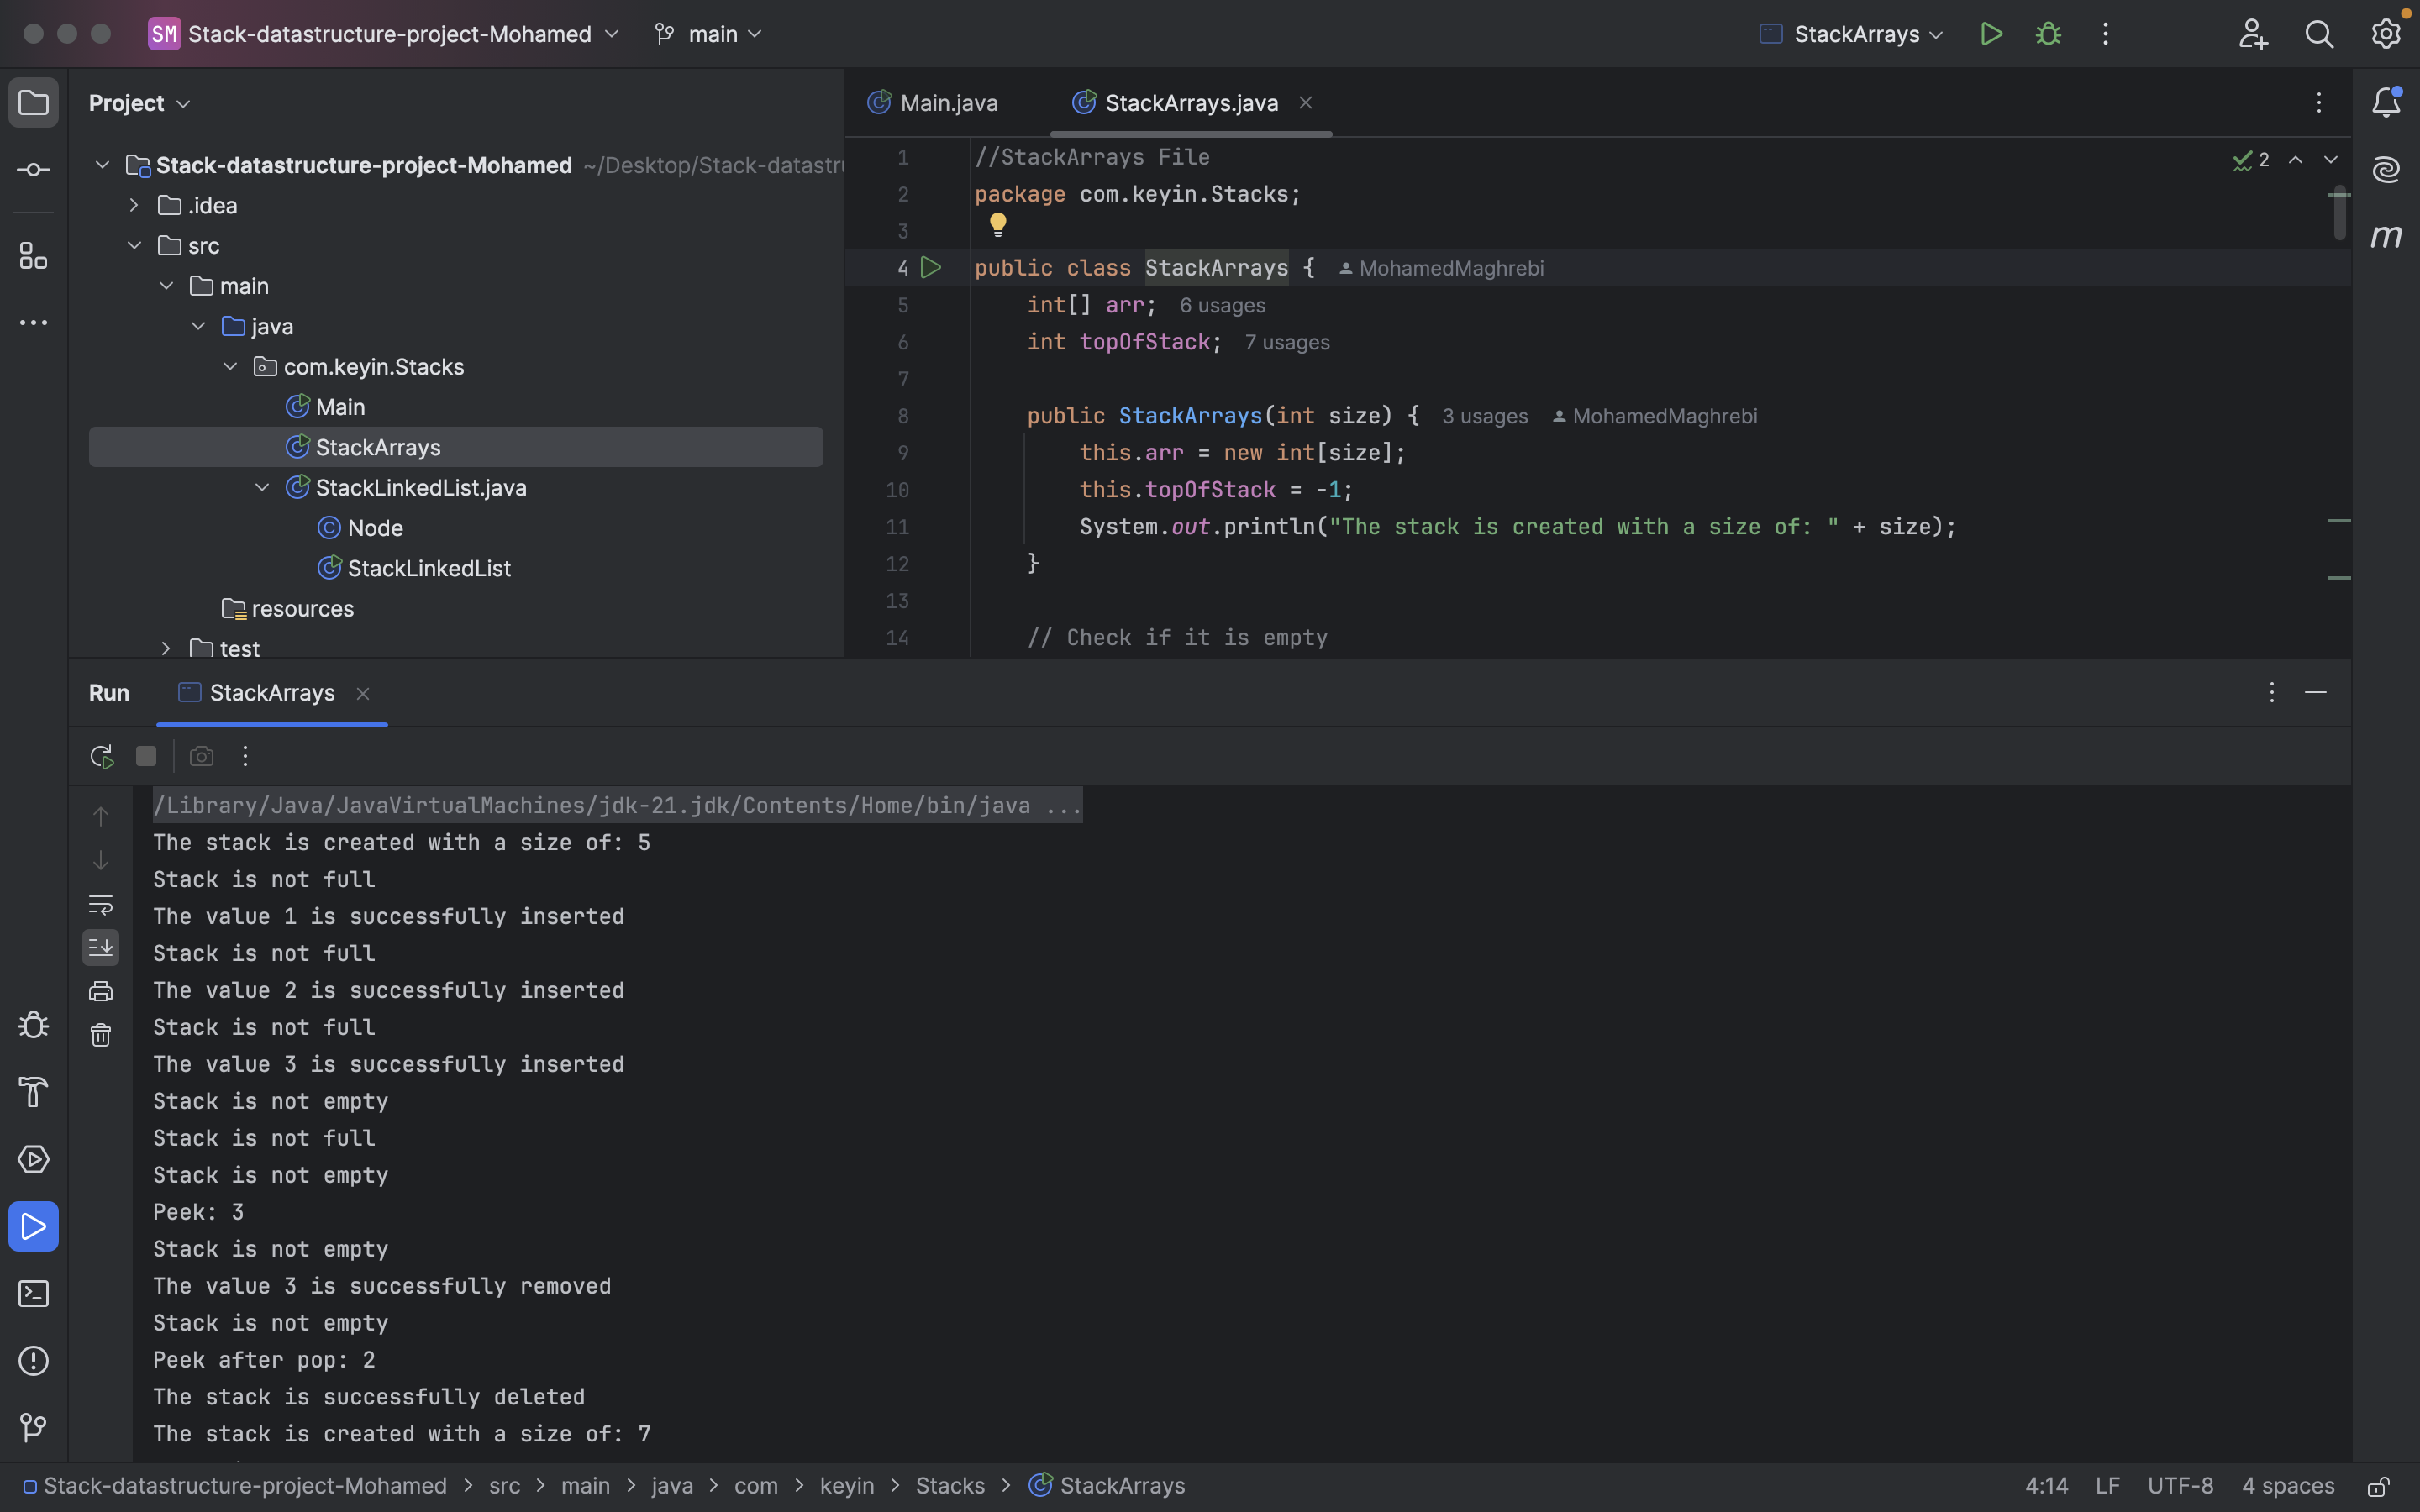 SM Stack-datastructure-project-Mohamed main StackArrays
Project
Stack-datastructure-project-Mohamed ~/Desktop/Stack-datastr
.idea
src
main
java
com.keyin.Stacks
Main
StackArrays
StackLinkedList.java
Node
StackLinkedList
resources
test
Main.java StackArrays.java
2
1 //StackArrays File
2 package com.keyin.Stacks;
3
4 public class StackArrays { MohamedMaghrebi
5 int[] arr; 6 usages
6 int topOfStack; 7 usages
7
8 public StackArrays(int size) { 3 usages MohamedMaghrebi
9 this.arr = new int[size];
10 this.topOfStack = -1;
11 System.out.println("The stack is created with a size of: " + size);
12 }
13
14 // Check if it is empty
m
Run StackArrays
/Library/Java/JavaVirtualMachines/jdk-21.jdk/Contents/Home/bin/java ...
The stack is created with a size of: 5
Stack is not full
The value 1 is successfully inserted
Stack is not full
The value 2 is successfully inserted
Stack is not full
The value 3 is successfully inserted
Stack is not empty
Stack is not full
Stack is not empty
Peek: 3
Stack is not empty
The value 3 is successfully removed
Stack is not empty
Peek after pop: 2
The stack is successfully deleted
The stack is created with a size of: 7
Stack-datastructure-project-Mohamed > src > main > java > com > keyin > Stacks > StackArrays 4:14 LF UTF-8 4 spaces